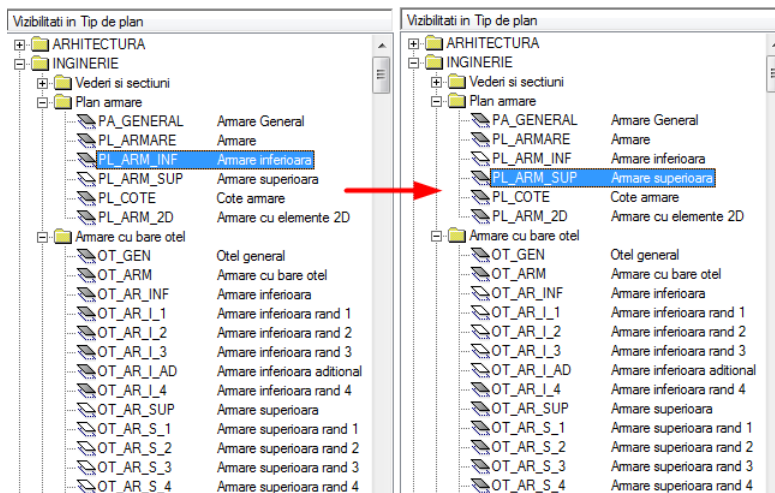 Vizibilitati in Tip de plan
ARHITECTURA
INGINERIE
Vederi si sectiuni
Plan armare
PA_GENERAL Armare General
PL_ARMARE Armare
PL_ARM_INF Armare inferioara
PL_ARM_SUP Armare superioara
PL_COTE Cote armare
PL_ARM_2D Armare cu elemente 2D
Armare cu bare otel
OT_GEN Otel general
OT_ARM Armare cu bare otel
OT_AR_INF Armare inferioara
OT_AR_I_1 Armare inferioara rand 1
OT_AR_I_2 Armare inferioara rand 2
OT_AR_I_3 Armare inferioara rand 3
OT_AR_I_AD Armare inferioara aditional
OT_AR_I_4 Armare inferioara rand 4
OT_AR_SUP Armare superioara
OT_AR_S_1 Armare superioara rand 1
OT_AR_S_2 Armare superioara rand 2
OT_AR_S_3 Armare superioara rand 3
OT_AR_S_4 Armare superioara rand 4
Vizibilitati in Tip de plan
ARHITECTURA
INGINERIE
Vederi si sectiuni
Plan armare
PA_GENERAL Armare General
PL_ARMARE Armare
PL_ARM_INF Armare inferioara
PL_ARM_SUP Armare superioara
PL_COTE Cote armare
PL_ARM_2D Armare cu elemente 2D
Armare cu bare otel
OT_GEN Otel general
OT_ARM Armare cu bare otel
OT_AR_INF Armare inferioara
OT_AR_I_1 Armare inferioara rand 1
OT_AR_I_2 Armare inferioara rand 2
OT_AR_I_3 Armare inferioara rand 3
OT_AR_I_AD Armare inferioara aditional
OT_AR_I_4 Armare inferioara rand 4
OT_AR_SUP Armare superioara
OT_AR_S_1 Armare superioara rand 1
OT_AR_S_2 Armare superioara rand 2
OT_AR_S_3 Armare superioara rand 3
OT_AR_S_4 Armare superioara rand 4